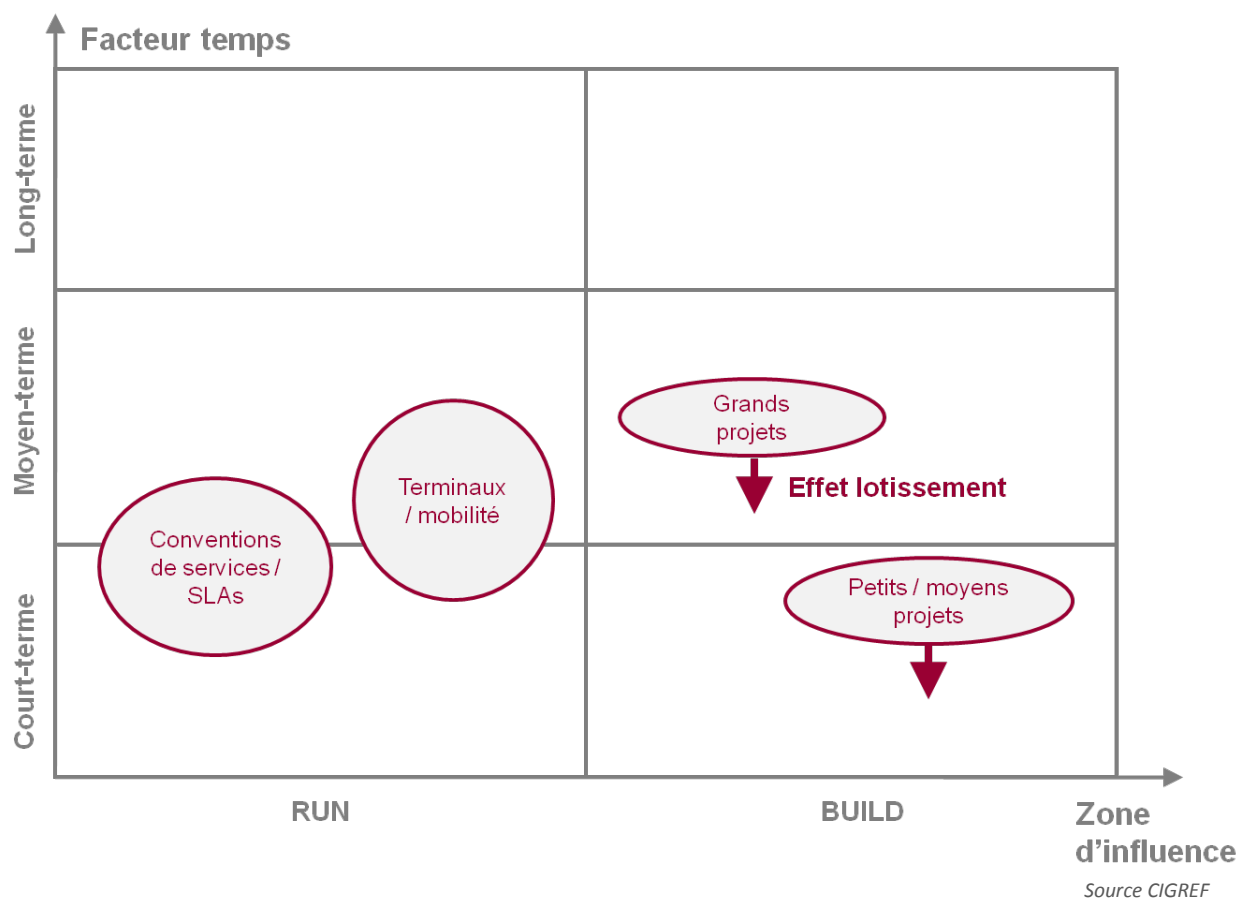 Facteur temps
Long-terme
Moyen-terme
Court-terme
Grands
projets
Effet lotissement
Terminaux
/ mobilité
Conventions
de services /
SLAs
Petits / moyens
projets
RUN
BUILD
Zone
d’influence
Source CIGREF